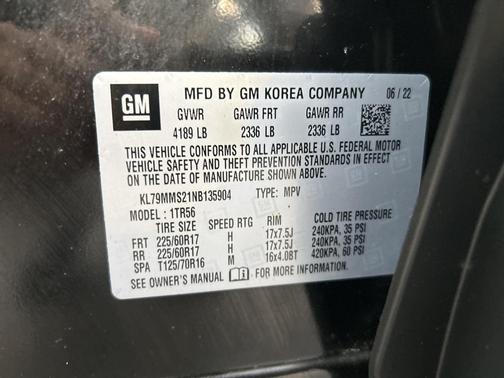 GM
MFD BY GM KOREA COMPANY 06 / 22
GVWR GAWR FRT GAWR RR
4189 LB 2336 LB 2336 LB
THIS VEHICLE CONFORMS TO ALL APPLICABLE U.S. FEDERAL MOTOR
VEHICLE SAFETY AND THEFT PREVENTION STANDARDS IN EFFECT
ON THE DATE OF MANUFACTURE SHOWN ABOVE.
KL79MMS21NB135904 TYPE: MPV
MODEL: 1TR56
TIRE SIZE SPEED RTG RIM COLD TIRE PRESSURE
FRT 225/60R17 H 17x7.5J 240KPA, 35 PSI
RR 225/60R17 H 17x7.5J 240KPA, 35 PSI
SPA T125/70R16 M 16x4.0BT 420KPA, 60 PSI
SEE OWNER'S MANUAL FOR MORE INFORMATION.